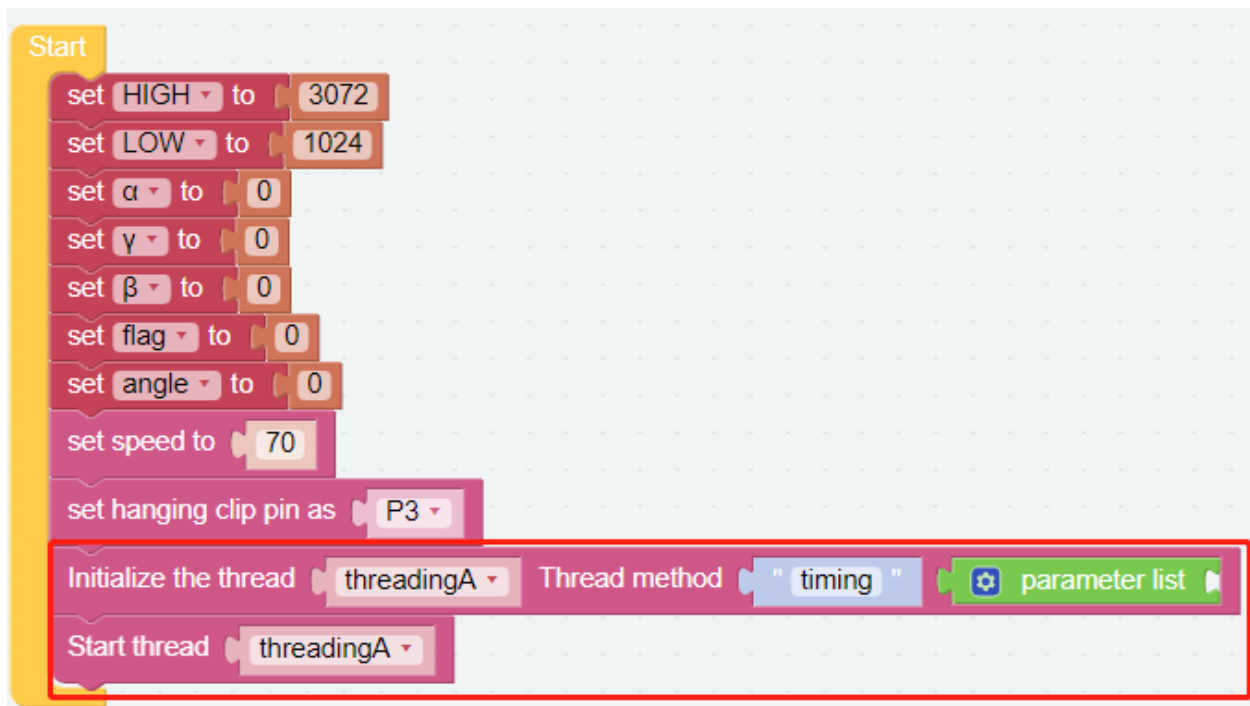 Start
set HIGH to 3072
set LOW to 1024
set α to 0
set γ to 0
set β to 0
set flag to 0
set angle to 0
set speed to 70
set hanging clip pin as P3
Initialize the thread threadingA Thread method " timing " parameter list
Start thread threadingA